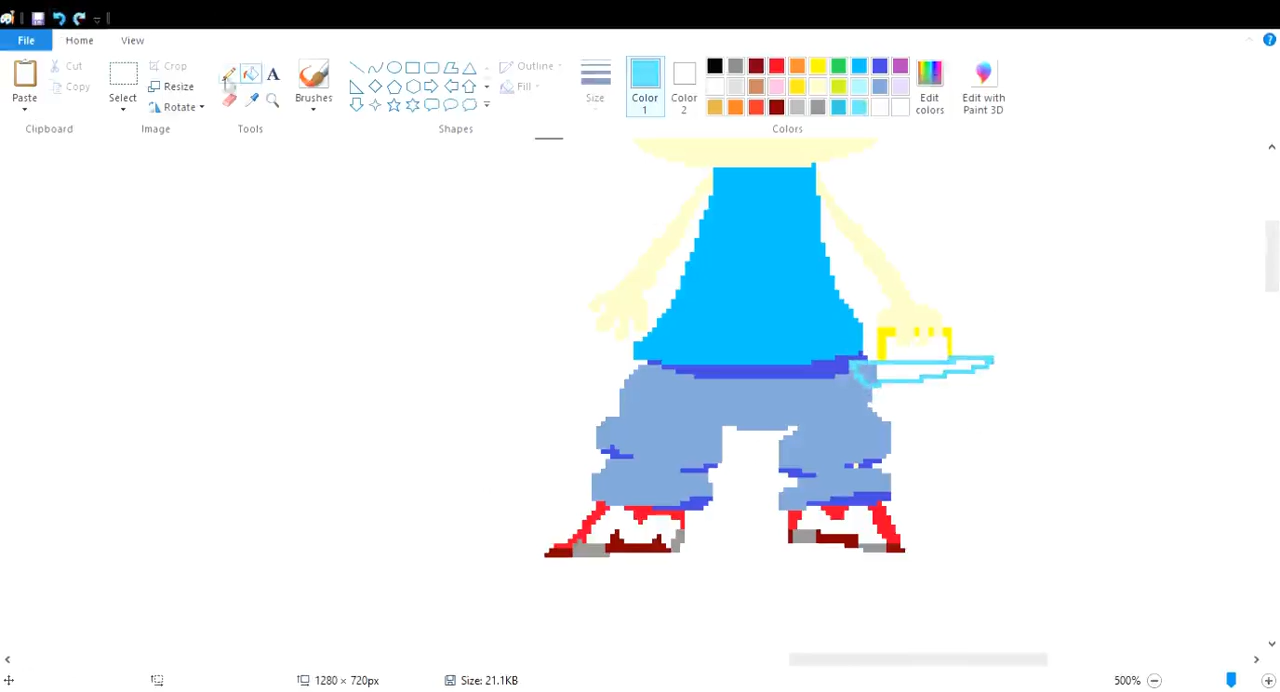 File Home View
Paste
Cut
Copy
Clipboard
Select
Crop
Resize
Rotate
Image
A
Tools
Brushes
Outline
Fill
Shapes
Size
Color 1
Color 2
Edit colors
Edit with Paint 3D
Colors
1280 × 720px
Size: 21.1KB
500%